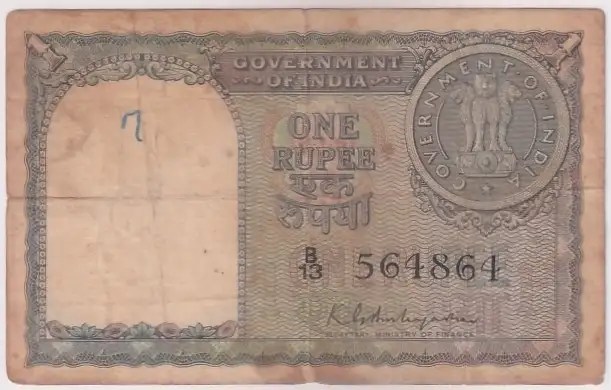 1
1
GOVERNMENT
OF INDIA
GOVERNMENT OF INDIA
7
ONE
RUPEE
एक
रुपया
B/13 564864
SECRETARY, MINISTRY OF FINANCE